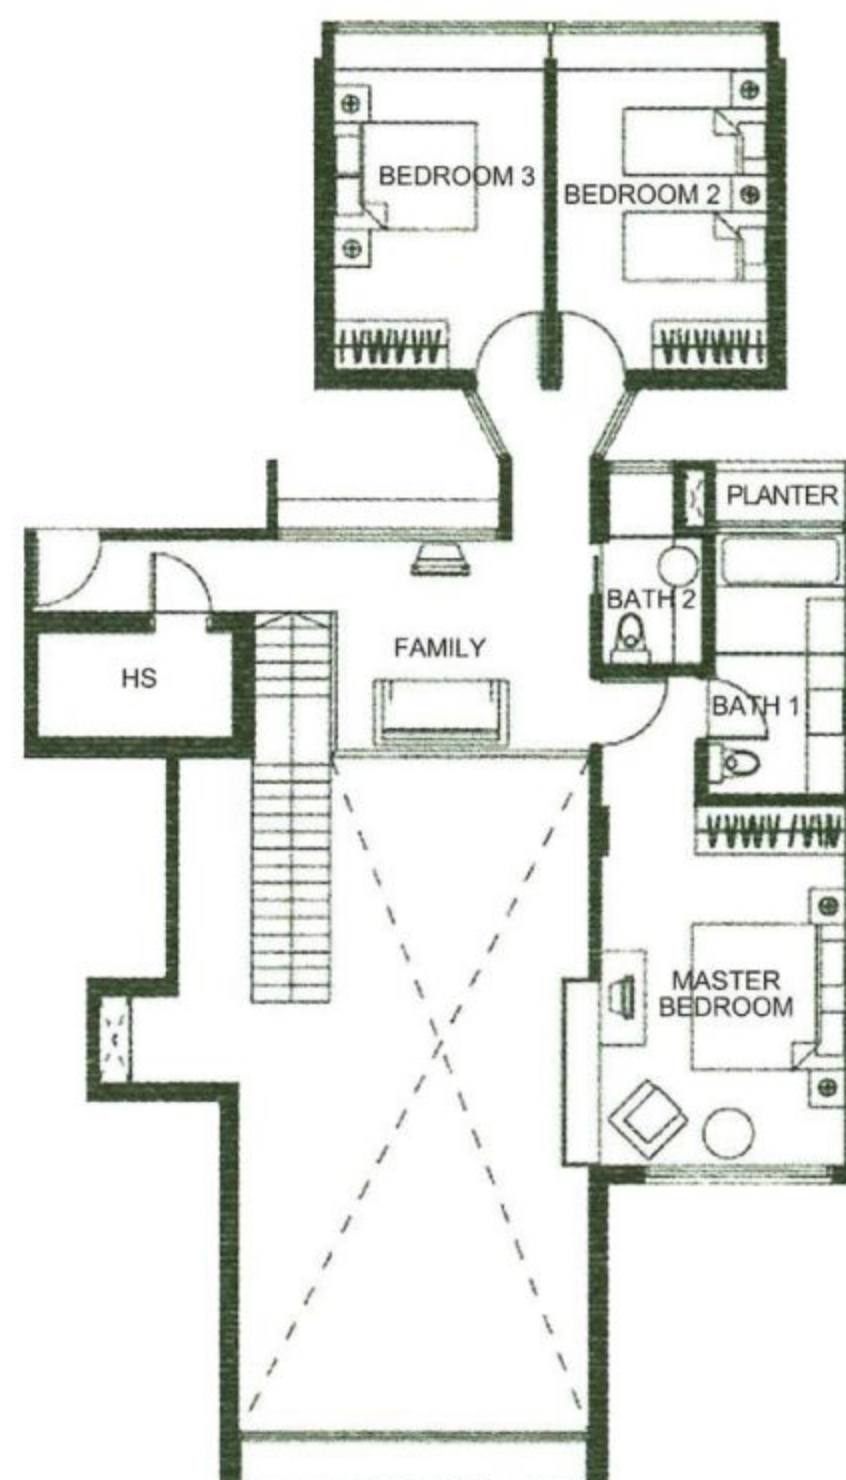 BEDROOM 3
BEDROOM 2
PLANTER
BATH 2
FAMILY
HS
BATH 1
MASTER
BEDROOM